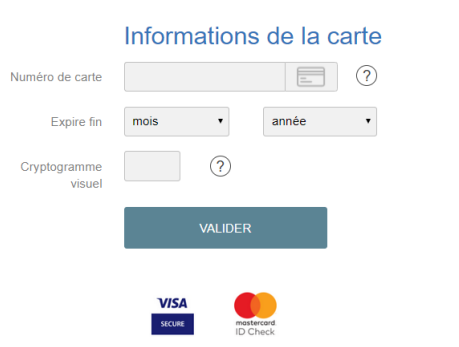 Informations de la carte
Numéro de carte
?
Expire fin
mois
année
Cryptogramme
visuel
?
VALIDER
VISA
SECURE
mastercard
ID Check